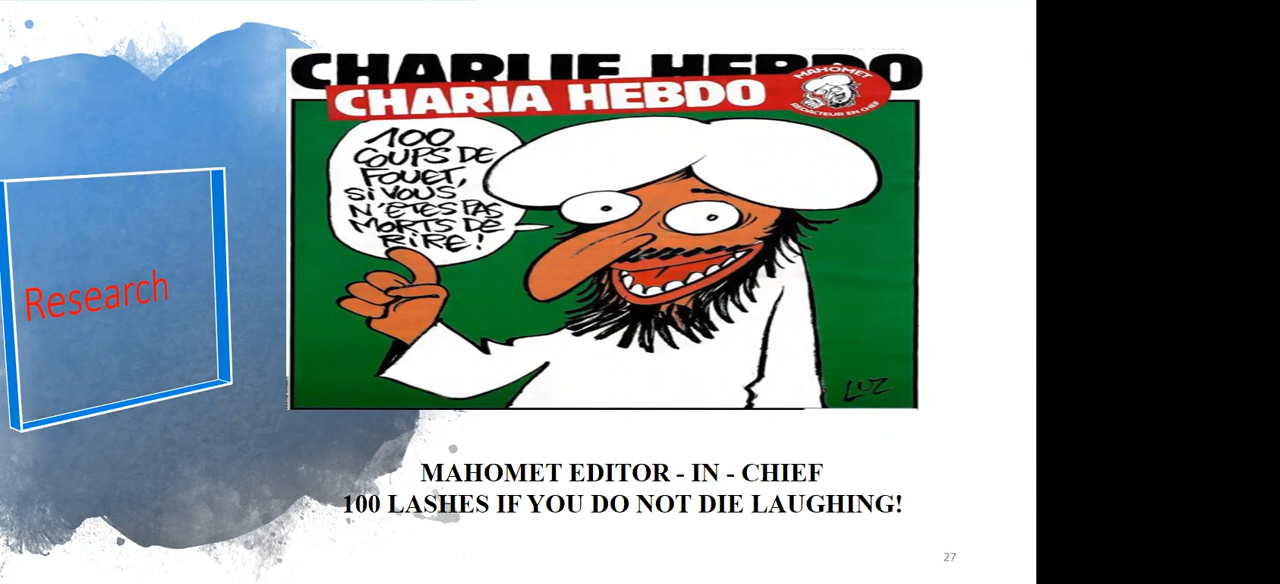 CHARLIE HEBDO
CHARIA HEBDO
MAHOMET
RÉDACTEUR EN CHEF
100
COUPS DE
FOUET,
Si VOUS
N'ÊTES PAS
MORTS DE
RiRE!
Research
LUZ
MAHOMET EDITOR - IN - CHIEF
100 LASHES IF YOU DO NOT DIE LAUGHING!
27